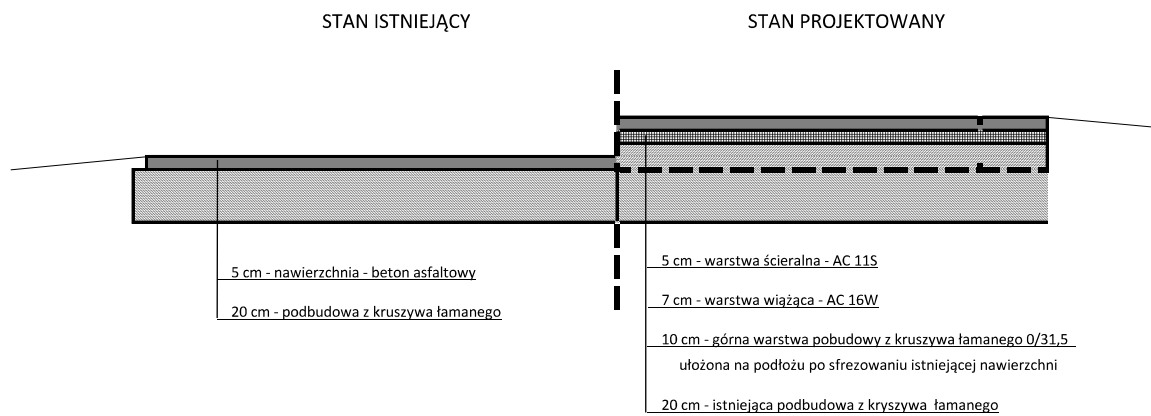 STAN ISTNIEJĄCY
STAN PROJEKTOWANY
5 cm - nawierzchnia - beton asfaltowy
20 cm - podbudowa z kruszywa łamanego
5 cm - warstwa ścieralna - AC 11S
7 cm - warstwa wiążąca - AC 16W
10 cm - górna warstwa pobudowy z kruszywa łamanego 0/31,5
ułożona na podłożu po sfrezowaniu istniejącej nawierzchni
20 cm - istniejąca podbudowa z kryszywa łamanego